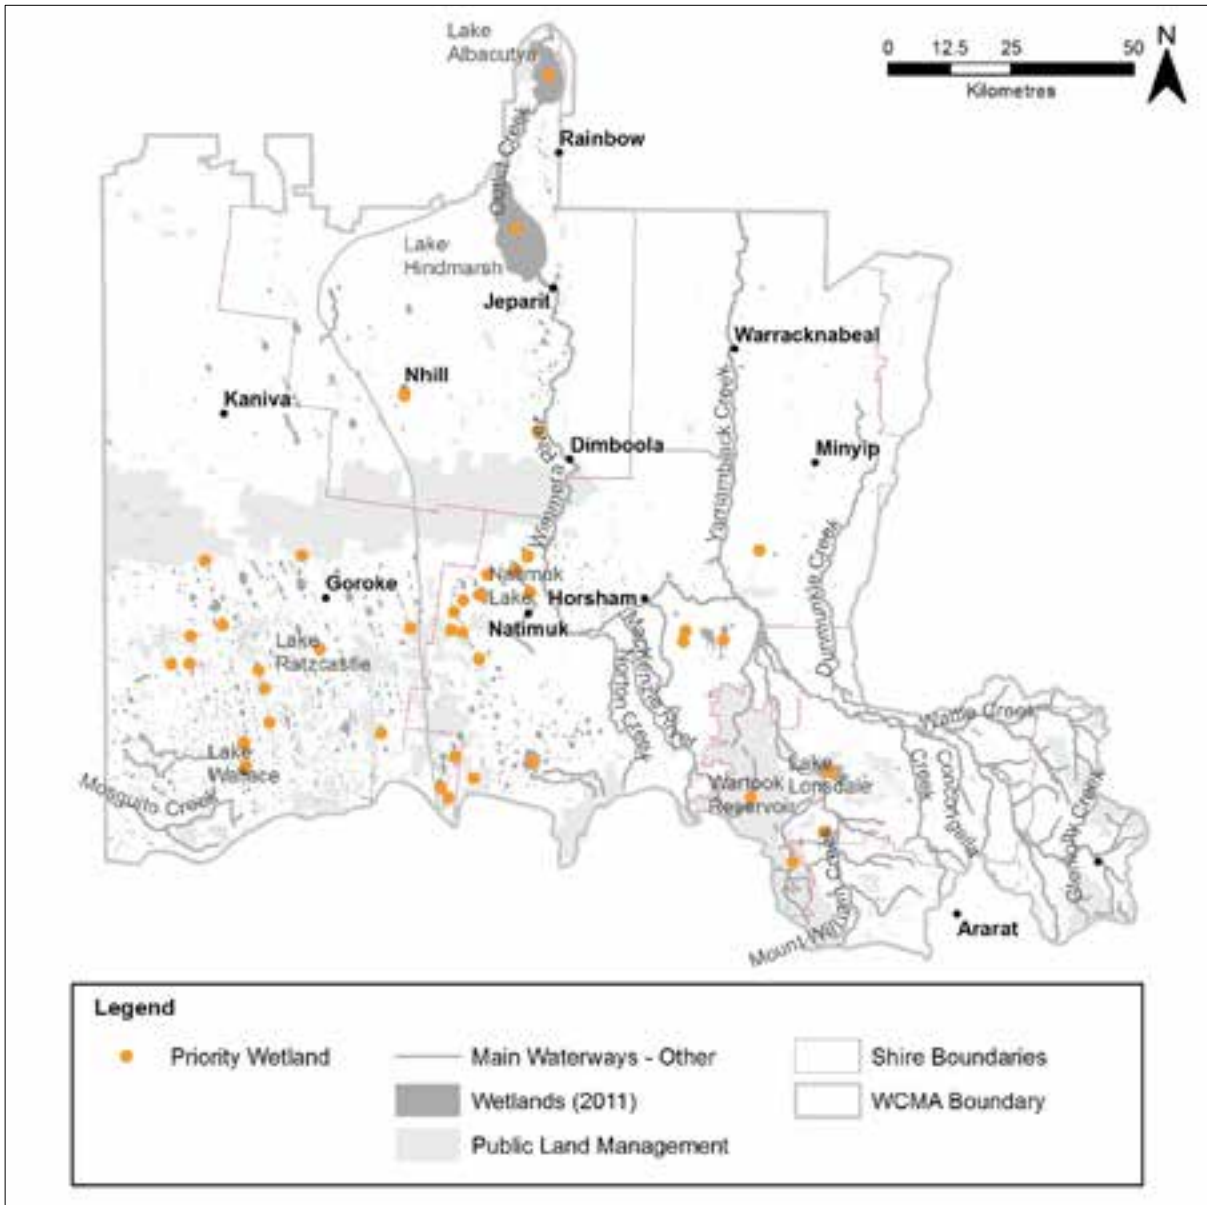 Lake
Albacutya
N
0 12.5 25 50
Kilometres
Outlet Creek
Rainbow
Lake
Hindmarsh
Jeparit
Warracknabeal
Nhill
Kaniva
Yarriambiack Creek
Wimmera River
Dimboola
Minyip
Dunmunkle Creek
Goroke
Natimuk
Lake
Horsham
Natimuk
Lake
Ratzcastle
MacKenzie River
Norton Creek
Wattle Creek
Lake
Wallace
Mosquito Creek
Lake
Lonsdale
Wartook
Reservoir
Concongella
Creek
Glenlofty Creek
Mount William Creek
Ararat
Legend
Priority Wetland
Main Waterways - Other
Shire Boundaries
Wetlands (2011)
WCMA Boundary
Public Land Management